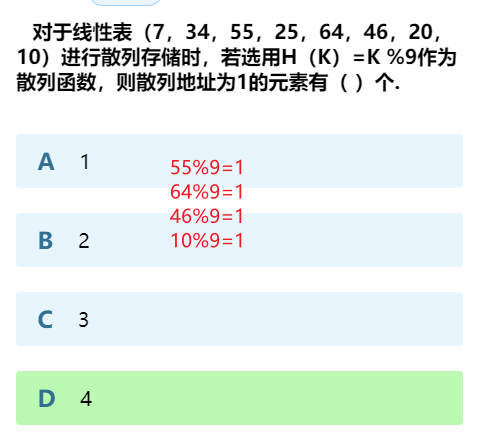 对于线性表（7，34，55，25，64，46，20，
10）进行散列存储时，若选用H（K）=K %9作为
散列函数，则散列地址为1的元素有（ ）个.
A 1
55%9=1
64%9=1
46%9=1
B 2
10%9=1
C 3
D 4